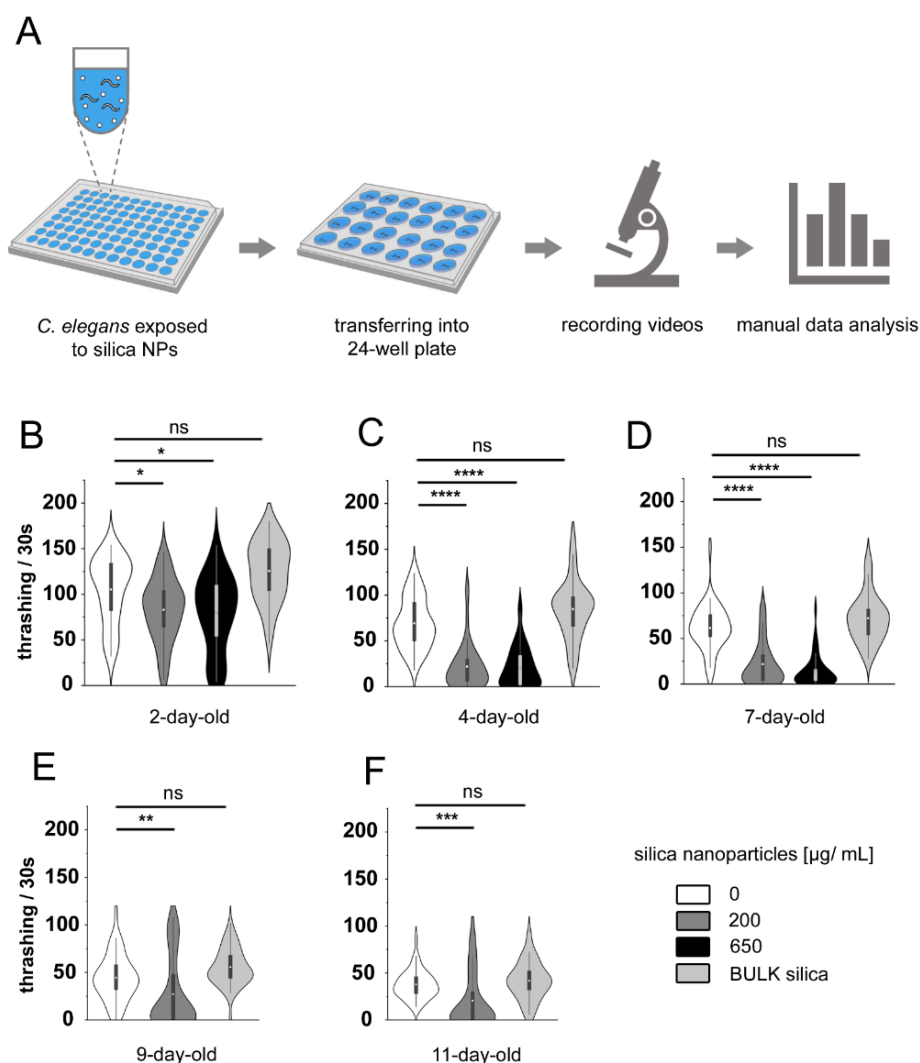 A
C. elegans exposed
to silica NPs
transferring into
24-well plate
recording videos
manual data analysis
B
ns
*
*
thrashing / 30s
200
150
100
50
0
2-day-old
C
ns
****
****
200
150
100
50
0
4-day-old
D
ns
****
****
200
150
100
50
0
7-day-old
E
ns
**
thrashing / 30s
200
150
100
50
0
9-day-old
F
ns
***
200
150
100
50
0
11-day-old
silica nanoparticles [µg/ mL]
0
200
650
BULK silica